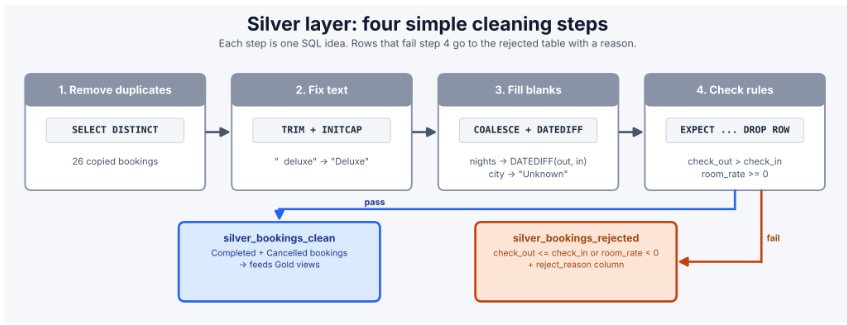 Silver layer: four simple cleaning steps
Each step is one SQL idea. Rows that fail step 4 go to the rejected table with a reason.
1. Remove duplicates
SELECT DISTINCT
26 copied bookings
2. Fix text
TRIM + INITCAP
"  deluxe" → "Deluxe"
3. Fill blanks
COALESCE + DATEDIFF
nights → DATEDIFF(out, in)
city → "Unknown"
4. Check rules
EXPECT ... DROP ROW
check_out > check_in
room_rate >= 0
pass
fail
silver_bookings_clean
Completed + Cancelled bookings
→ feeds Gold views
silver_bookings_rejected
check_out <= check_in or room_rate < 0
+ reject_reason column